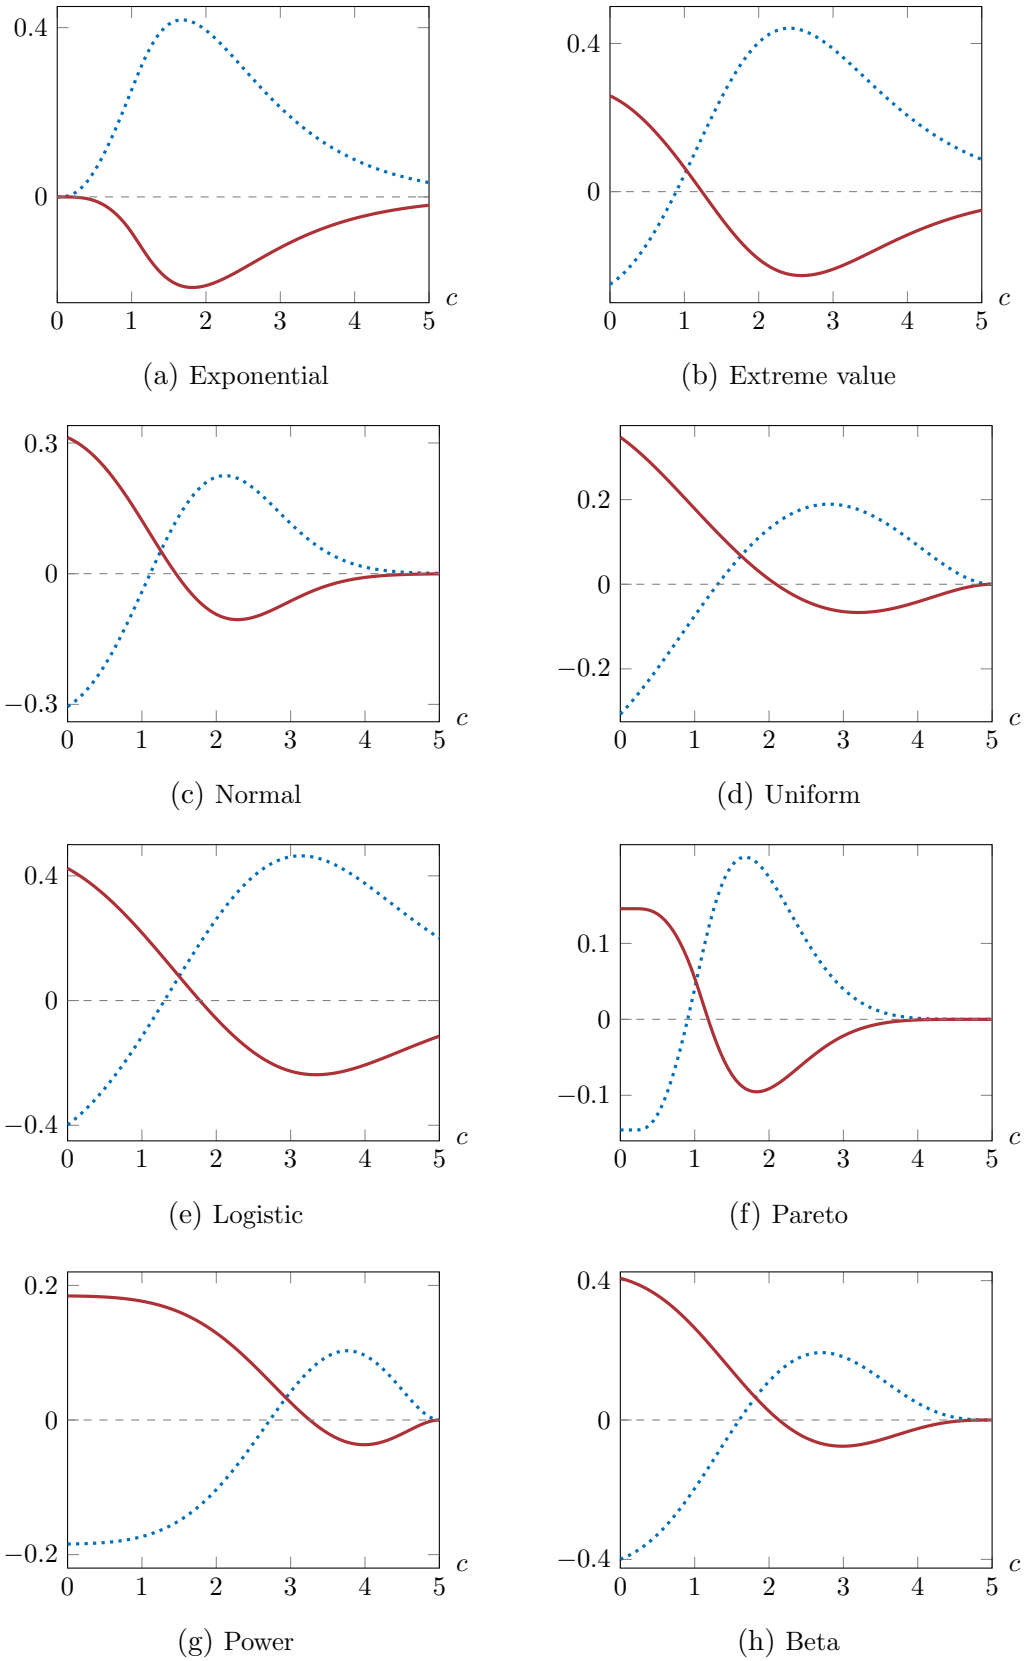 0.4
0
0 1 2 3 4 5
c
(a) Exponential
0.4
0
0 1 2 3 4 5
c
(b) Extreme value
0.3
0
−0.3
0 1 2 3 4 5
c
(c) Normal
0.2
0
−0.2
0 1 2 3 4 5
c
(d) Uniform
0.4
0
−0.4
0 1 2 3 4 5
c
(e) Logistic
0.1
0
−0.1
0 1 2 3 4 5
c
(f) Pareto
0.2
0
−0.2
0 1 2 3 4 5
c
(g) Power
0.4
0
−0.4
0 1 2 3 4 5
c
(h) Beta